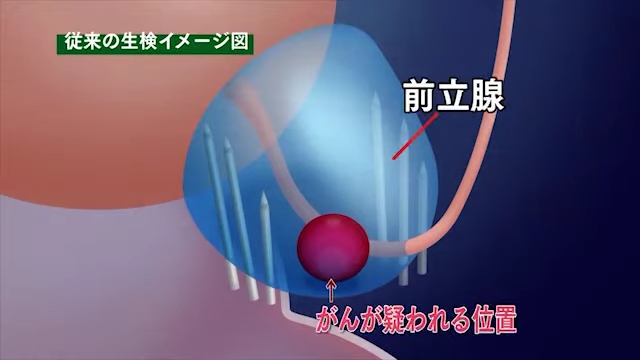 従来の生検イメージ図
前立腺
↑
がんが疑われる位置